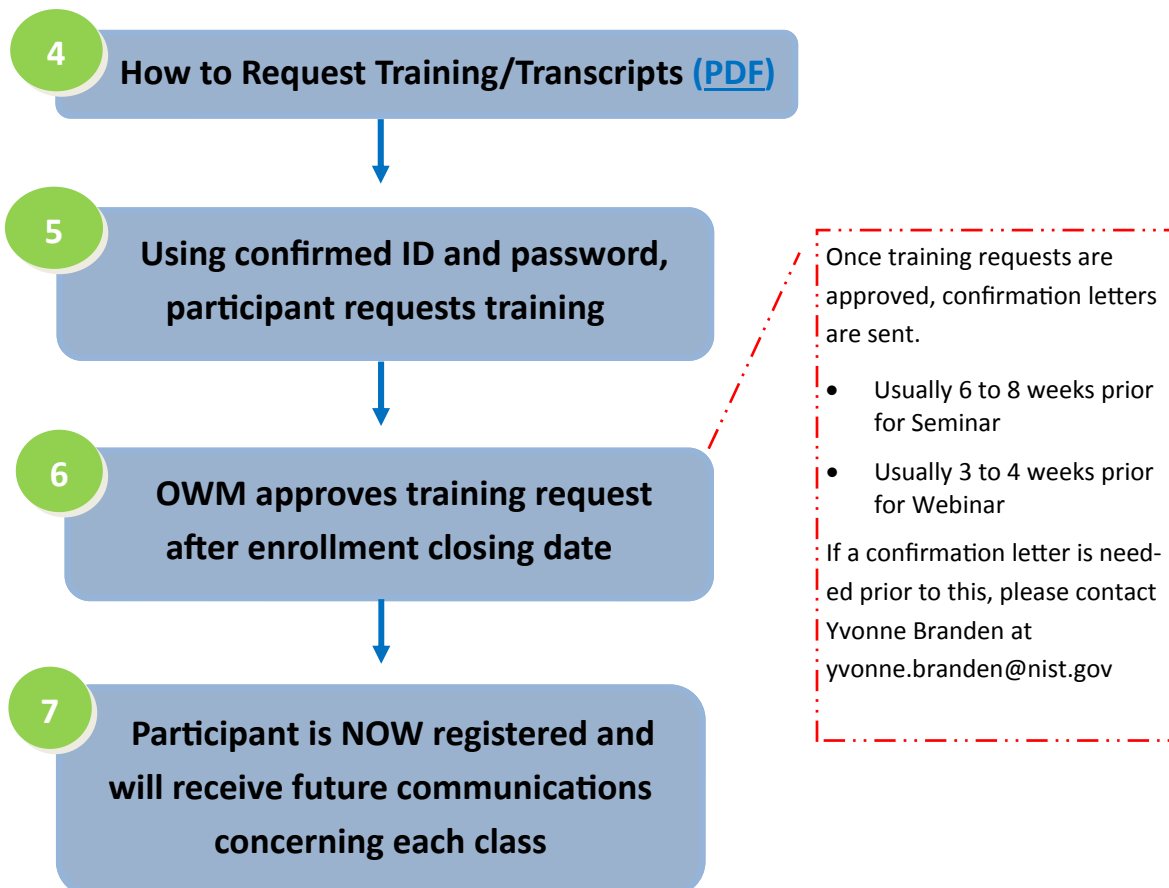 4
How to Request Training/Transcripts (PDF)
5
Using confirmed ID and password,
participant requests training
6
OWM approves training request
after enrollment closing date
7
Participant is NOW registered and
will receive future communications
concerning each class
Once training requests are
approved, confirmation letters
are sent.
• Usually 6 to 8 weeks prior
for Seminar
• Usually 3 to 4 weeks prior
for Webinar
If a confirmation letter is need-
ed prior to this, please contact
Yvonne Branden at
yvonne.branden@nist.gov